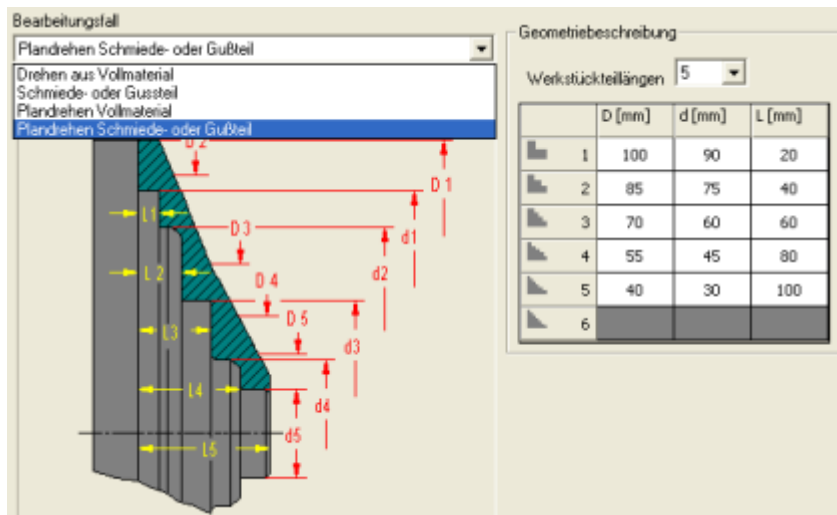 Bearbeitungsfall
Plandrehen Schmiede- oder Gußteil
Drehen aus Vollmaterial
Schmiede- oder Gussteil
Plandrehen Vollmaterial
Plandrehen Schmiede- oder Gußteil
D 2
D 1
L1
d1
D 3
L 2
d2
D 4
D 5
L3
d3
L4
d4
d5
L5
Geometriebeschreibung
Werkstückteillängen 5
D [mm] d [mm] L [mm]
1 100 90 20
2 85 75 40
3 70 60 60
4 55 45 80
5 40 30 100
6